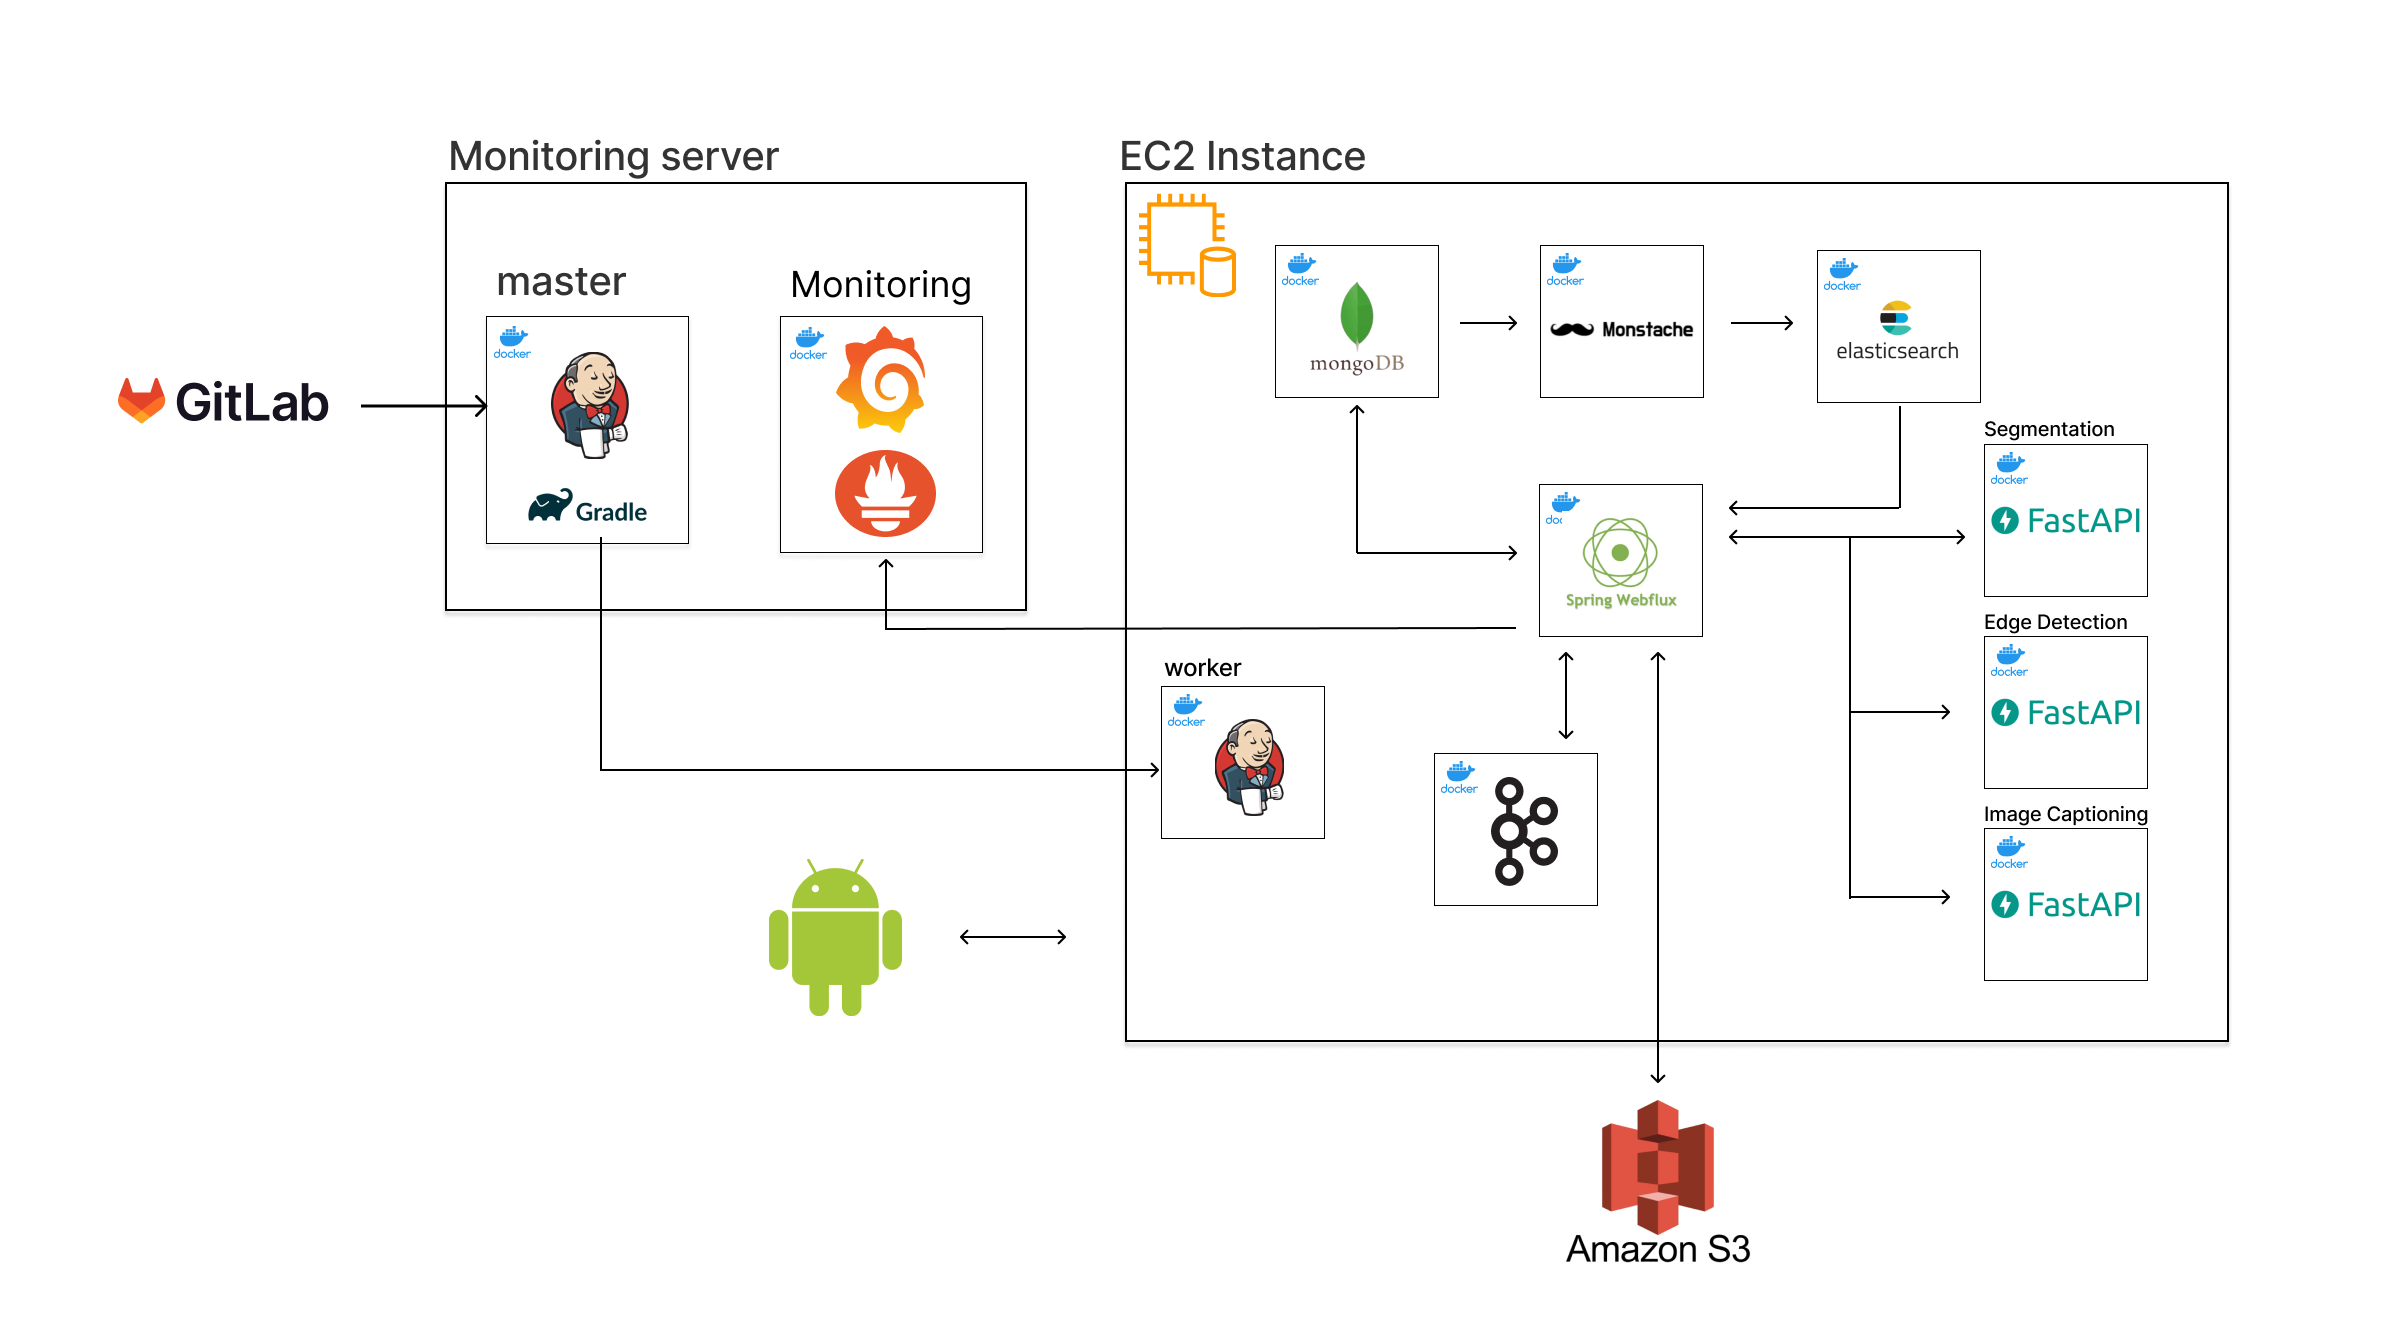 Monitoring server
EC2 Instance
master
Monitoring
docker
docker
docker
docker
docker
GitLab
Gradle
mongoDB
Monstache
elasticsearch
Segmentation
docker
FastAPI
doc
Spring Webflux
Edge Detection
docker
FastAPI
worker
docker
docker
Image Captioning
docker
FastAPI
Amazon S3